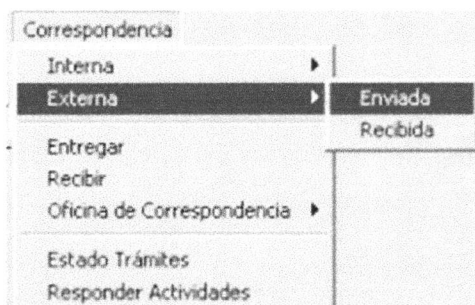 Correspondencia
Interna
Externa
Enviada
Recibida
Entregar
Recibir
Oficina de Correspondencia
Estado Trámites
Responder Actividades